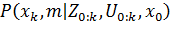 P(x_k, m|Z_{0:k}, U_{0:k}, x_0)